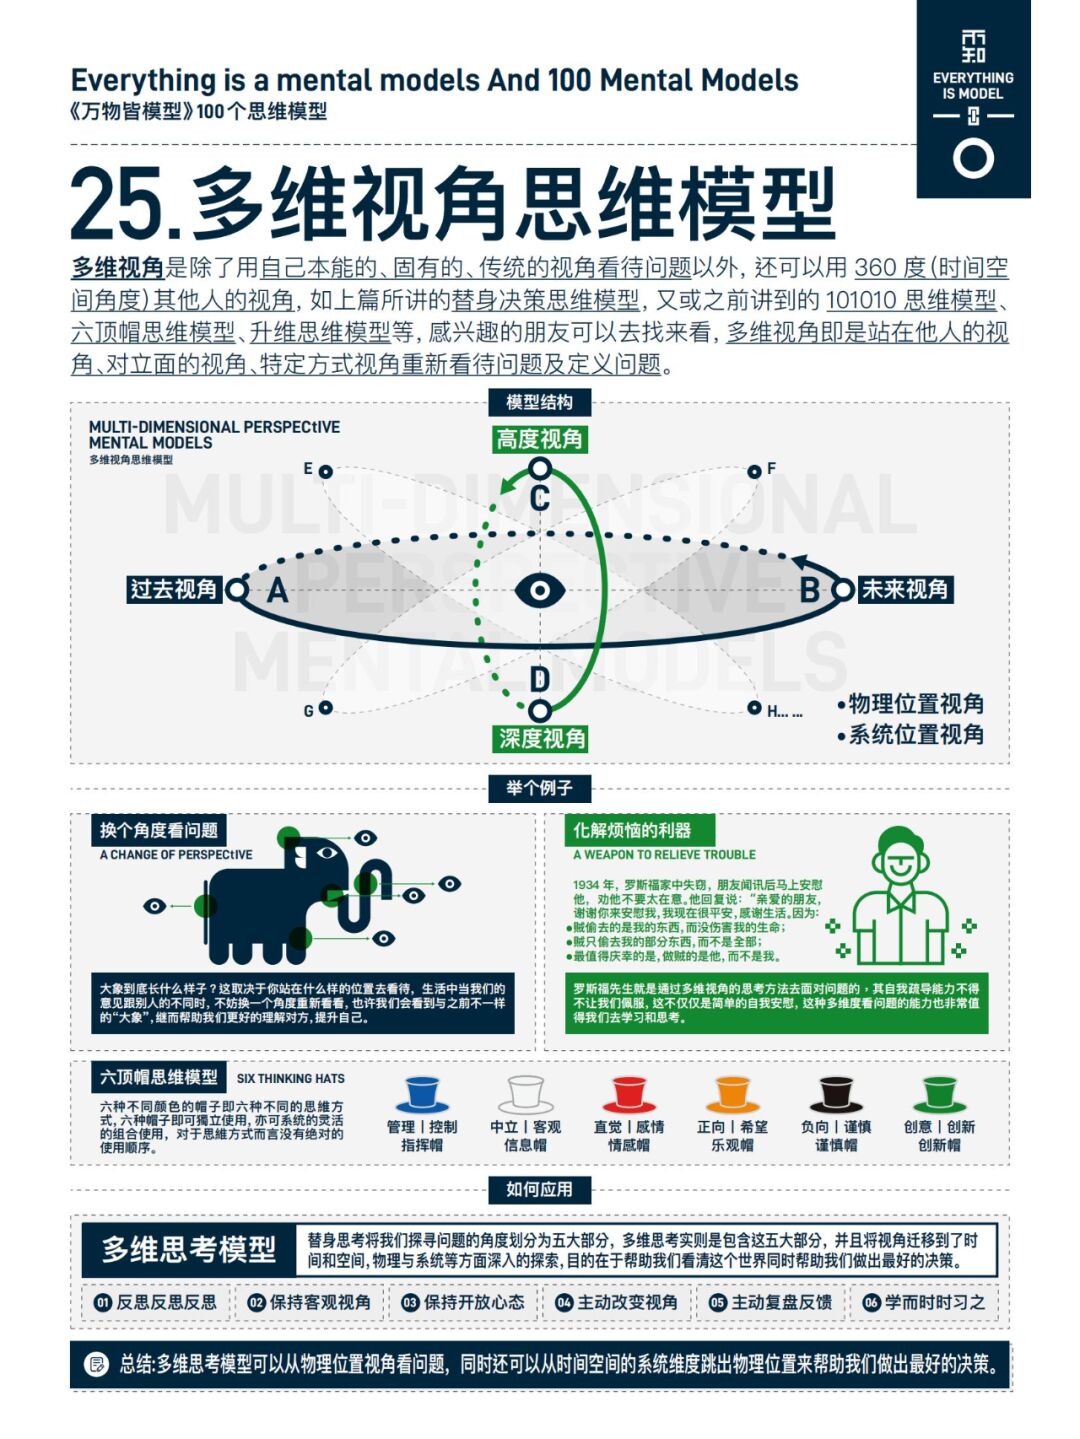 Everything is a mental models And 100 Mental Models
《万物皆模型》100个思维模型
EVERYTHING
IS MODEL
25.多维视角思维模型
多维视角是除了用自己本能的、固有的、传统的视角看待问题以外，还可以用 360 度（时间空
间角度）其他人的视角，如上篇所讲的替身决策思维模型，又或之前讲到的 101010 思维模型、
六顶帽思维模型、升维思维模型等，感兴趣的朋友可以去找来看，多维视角即是站在他人的视
角、对立面的视角、特定方式视角重新看待问题及定义问题。
模型结构
MULTI-DIMENSIONAL PERSPECtIVE
MENTAL MODELS
多维视角思维模型
高度视角
E
F
C
MULTI-DIMENSIONAL
PERSPECTIVE
MENTAL MODELS
过去视角
A
B
未来视角
D
G
H... ...
深度视角
•物理位置视角
•系统位置视角
举个例子
换个角度看问题
A CHANGE OF PERSPECtIVE
大象到底长什么样子？这取决于你站在什么样的位置去看待，生活中当我们的
意见跟别人的不同时，不妨换一个角度重新看看，也许我们会看到与之前不一样
的“大象”，继而帮助我们更好的理解对方，提升自己。
化解烦恼的利器
A WEAPON TO RELIEVE TROUBLE
1934 年，罗斯福家中失窃，朋友闻讯后马上安慰
他，劝他不要太在意。他回复说：“亲爱的朋友，
谢谢你来安慰我，我现在很平安，感谢生活。因为：
•贼偷去的是我的东西，而没伤害我的生命；
•贼只偷去我的部分东西，而不是全部；
•最值得庆幸的是，做贼的是他，而不是我。
罗斯福先生就是通过多维视角的思考方法去面对问题的，其自我疏导能力不得
不让我们佩服，这不仅仅是简单的自我安慰，这种多维度看问题的能力也非常值
得我们去学习和思考。
六顶帽思维模型
SIX THINKING HATS
六种不同颜色的帽子即六种不同的思維方
式，六种帽子即可獨立使用，亦可系统的灵活
的组合使用，对于思維方式而言没有绝对的
使用顺序。
管理丨控制
指挥帽
中立丨客观
信息帽
直觉丨感情
情感帽
正向丨希望
乐观帽
负向丨谨慎
谨慎帽
创意丨创新
创新帽
如何应用
多维思考模型
替身思考将我们探寻问题的角度划分为五大部分，多维思考实则是包含这五大部分，并且将视角迁移到了时
间和空间，物理与系统等方面深入的探索，目的在于帮助我们看清这个世界同时帮助我们做出最好的决策。
01 反思反思反思
02 保持客观视角
03 保持开放心态
04 主动改变视角
05 主动复盘反馈
06 学而时时习之
总结:多维思考模型可以从物理位置视角看问题，同时还可以从时间空间的系统维度跳出物理位置来帮助我们做出最好的决策。